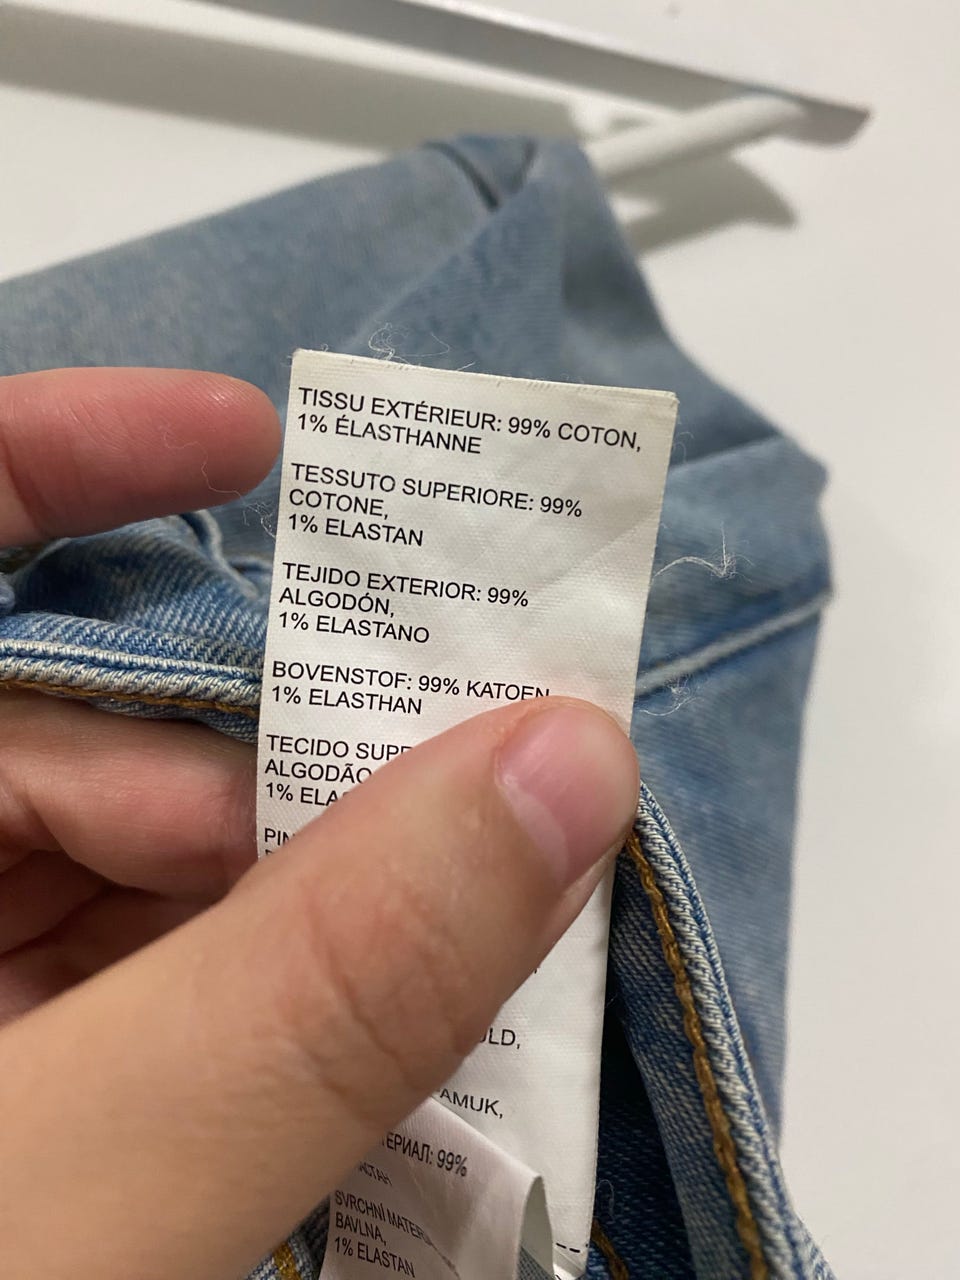 TISSU EXTÉRIEUR: 99% COTON,
1% ÉLASTHANNE
TESSUTO SUPERIORE: 99%
COTONE,
1% ELASTAN
TEJIDO EXTERIOR: 99%
ALGODÓN,
1% ELASTANO
BOVENSTOF: 99% KATOEN
1% ELASTHAN
TECIDO
ALGODÃO
1%
99%
SVRCHNÍ
BAVLNA,
1% ELASTAN